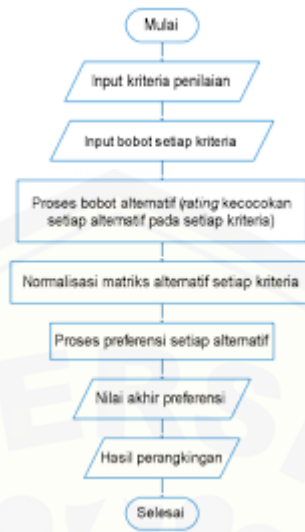 Mulai
Input kriteria penilaian
Input bobot setiap kriteria
Proses bobot alternatif (rating kecocokan
setiap alternatif pada setiap kriteria)
Normalisasi matriks alternatif setiap kriteria
Proses preferensi setiap alternatif
Nilai akhir preferensi
Hasil perangkingan
Selesai